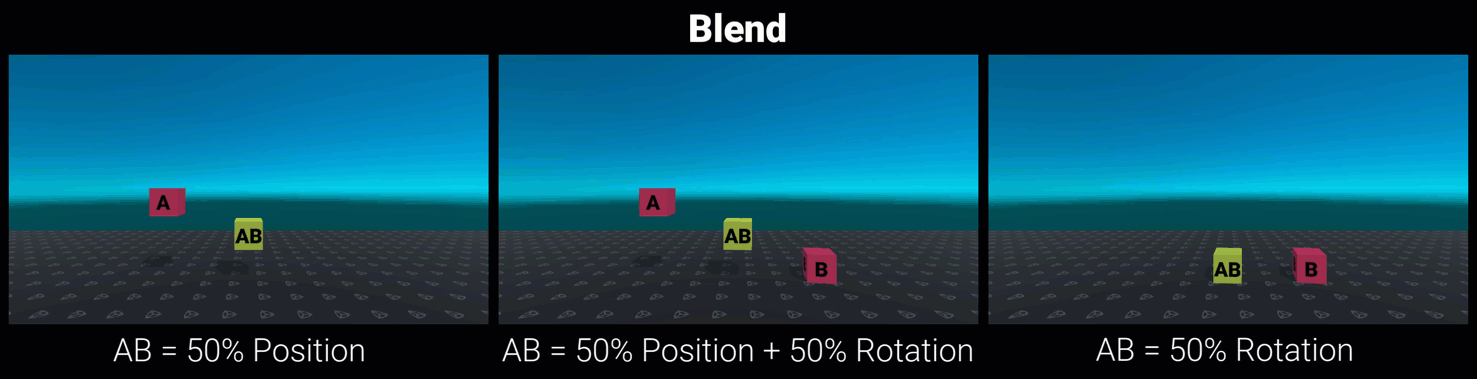 Blend
A
AB
A
AB
B
AB
B
AB = 50% Position
AB = 50% Position + 50% Rotation
AB = 50% Rotation